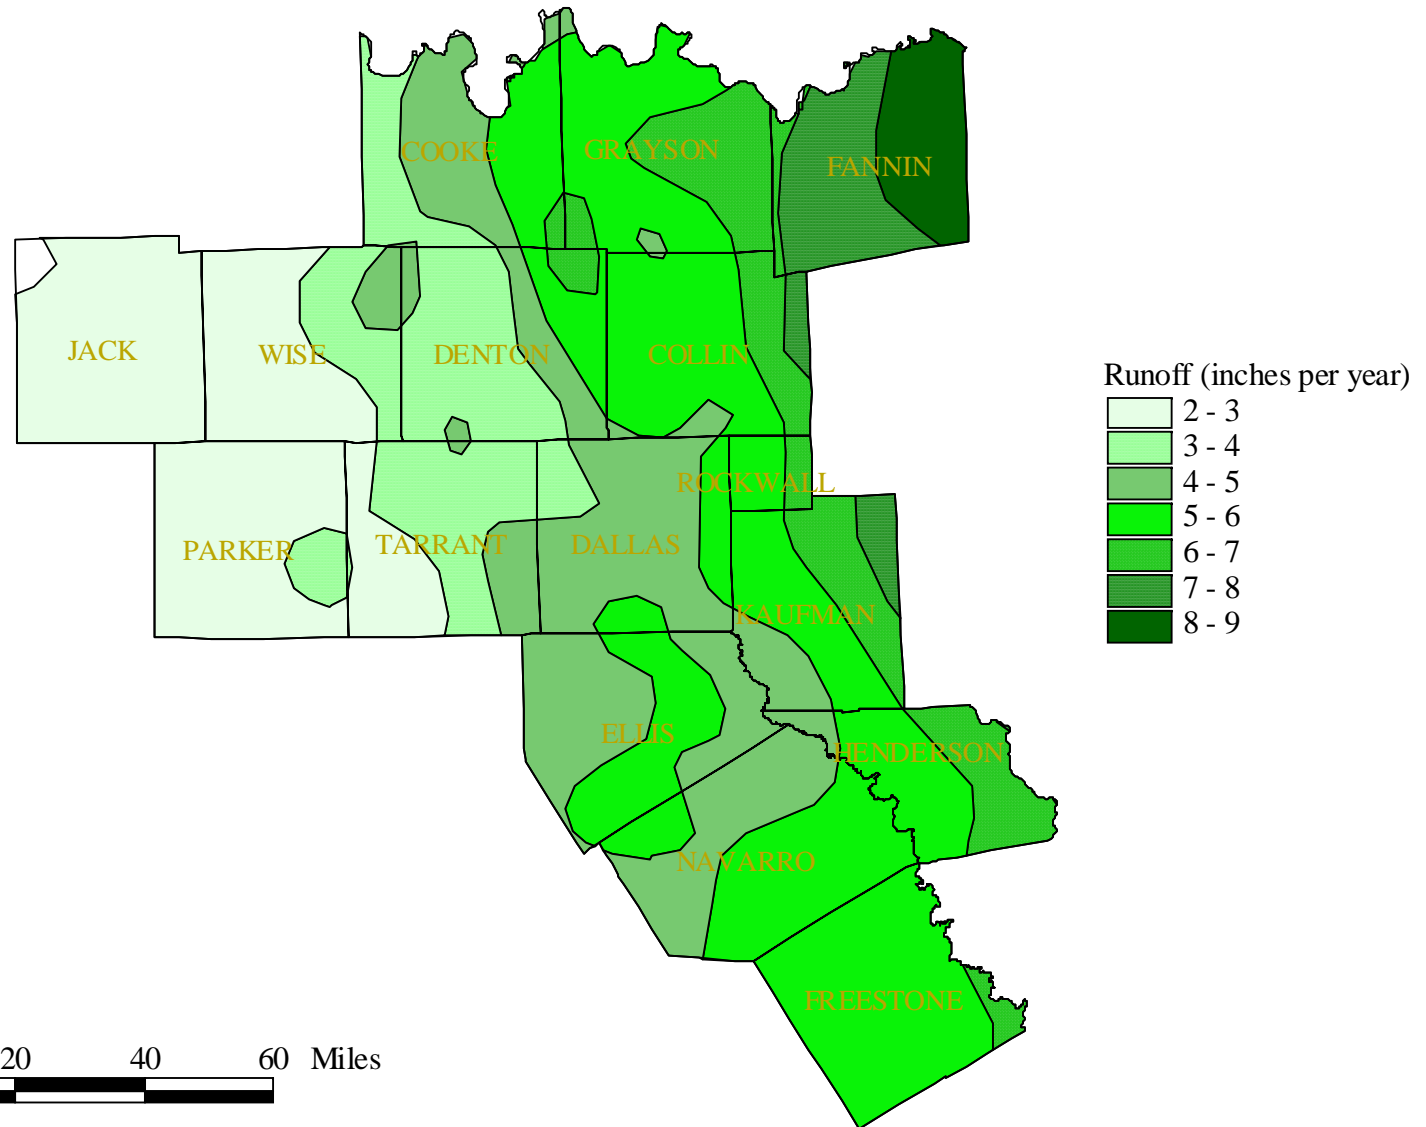 COOKE GRAYSON FANNIN
JACK WISE DENTON COLLIN
Runoff (inches per year)
2 - 3
3 - 4
4 - 5
5 - 6
6 - 7
7 - 8
8 - 9
ROCKWALL
PARKER TARRANT DALLAS
KAUFMAN
ELLIS HENDERSON
NAVARRO
FREESTONE
20 40 60 Miles